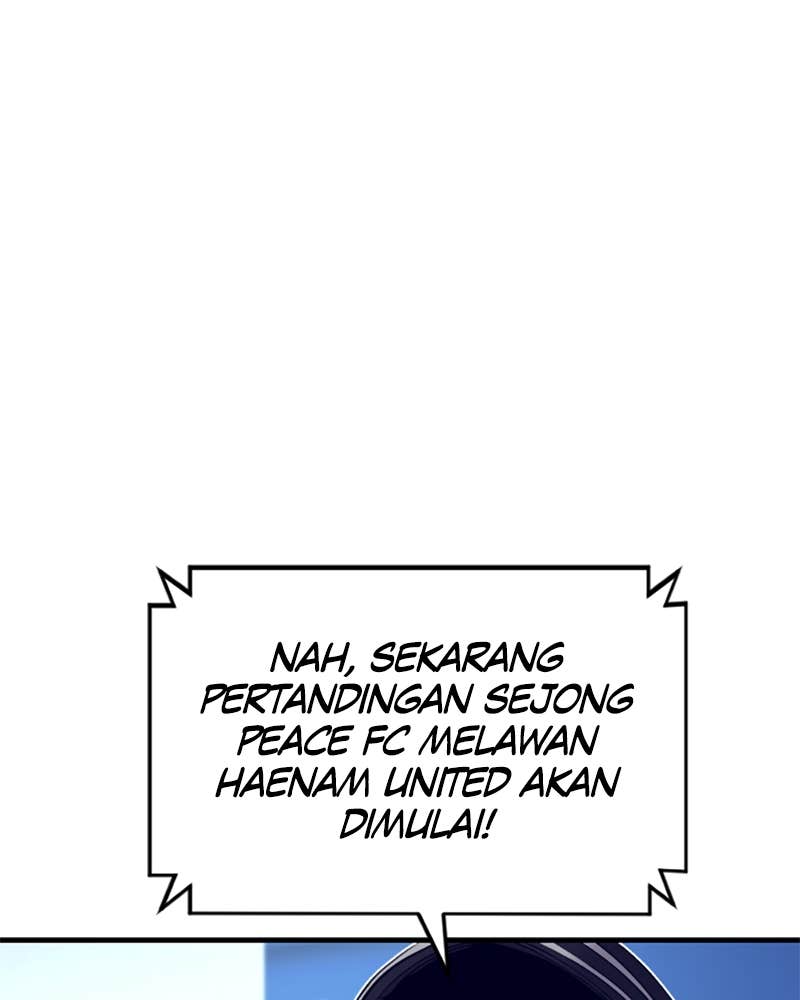 NAH, SEKARANG
PERTANDINGAN SEJONG
PEACE FC MELAWAN
HAENAM UNITED AKAN
DIMULAI!